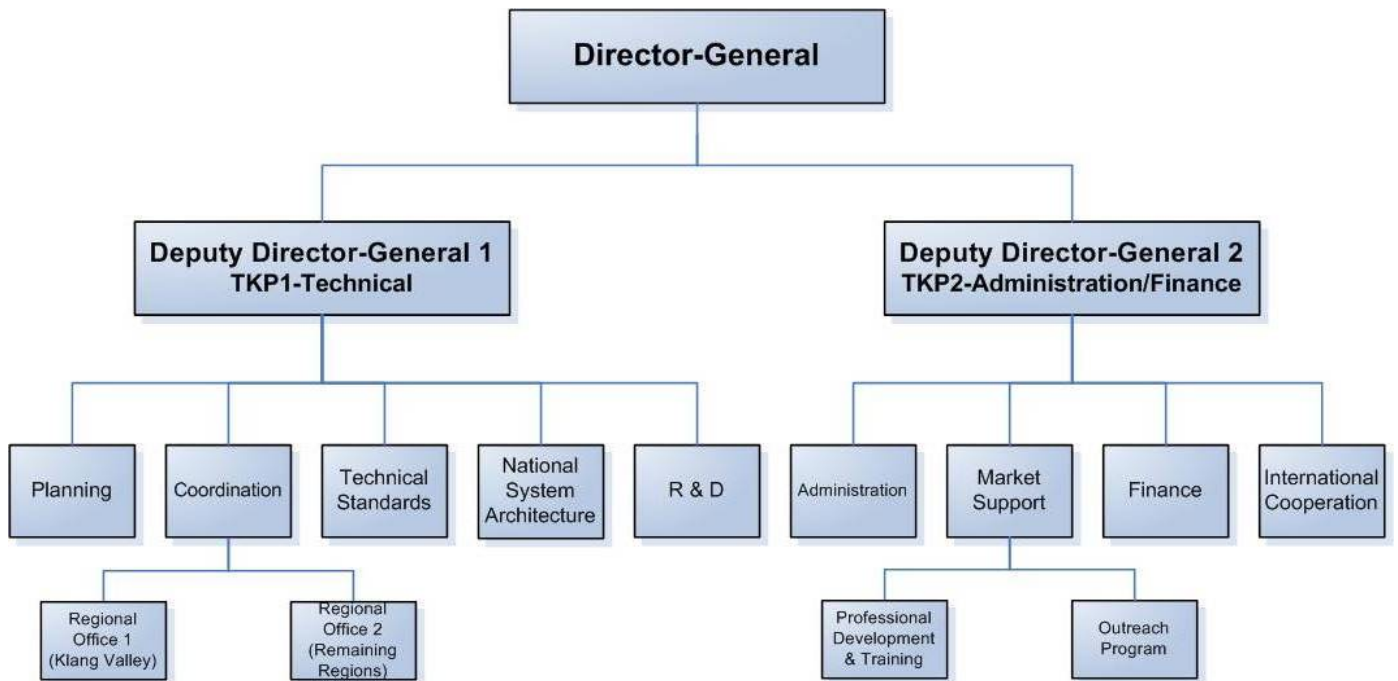 Director-General
Deputy Director-General 1
TKP1-Technical
Deputy Director-General 2
TKP2-Administration/Finance
Planning
Coordination
Technical
Standards
National
System
Architecture
R & D
Administration
Market
Support
Finance
International
Cooperation
Regional
Office 1
(Klang Valley)
Regional
Office 2
(Remaining
Regions)
Professional
Development
& Training
Outreach
Program